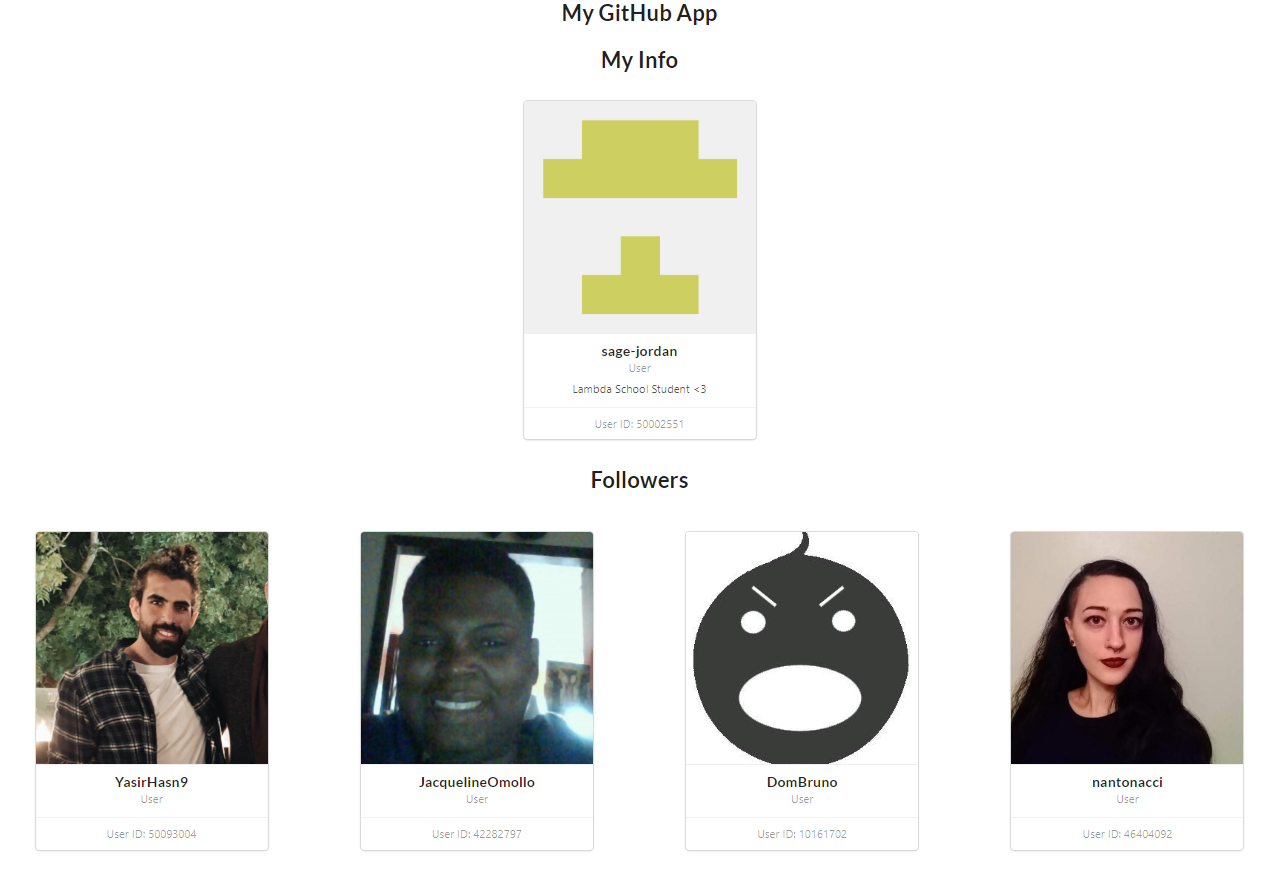 My GitHub App
My Info
sage-jordan
User
Lambda School Student <3
User ID: 50002551
Followers
YasirHasn9
User
User ID: 50093004
JacquelineOmollo
User
User ID: 42282797
DomBruno
User
User ID: 10161702
nantonacci
User
User ID: 46404092